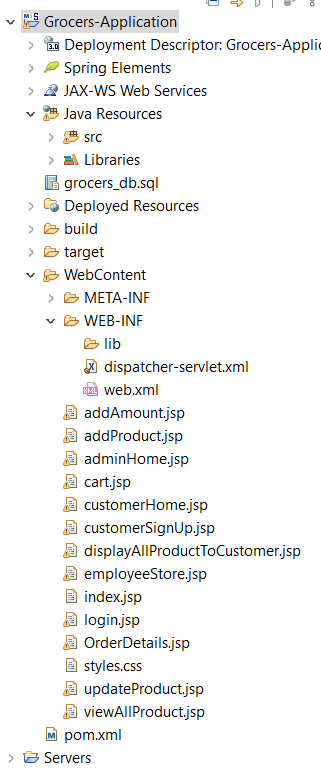 Grocers-Application
Deployment Descriptor: Grocers-Applic
Spring Elements
JAX-WS Web Services
Java Resources
src
Libraries
grocers_db.sql
Deployed Resources
build
target
WebContent
META-INF
WEB-INF
lib
dispatcher-servlet.xml
web.xml
addAmount.jsp
addProduct.jsp
adminHome.jsp
cart.jsp
customerHome.jsp
customerSignUp.jsp
displayAllProductToCustomer.jsp
employeeStore.jsp
index.jsp
login.jsp
OrderDetails.jsp
styles.css
updateProduct.jsp
viewAllProduct.jsp
pom.xml
Servers